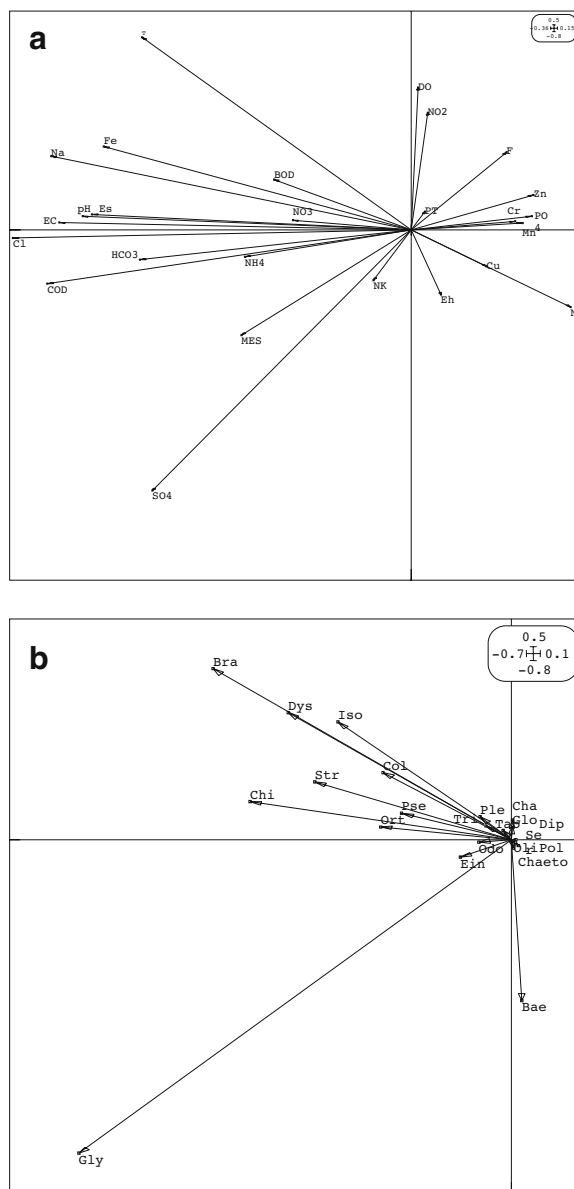 a
0.5
-0.36 0.15
-0.8
DO
NO2
Fe
F
Na
BOD
Zn
pH Es
NO3
PT
Cr
PO
EC
Mn
4
Cl
HCO3
NH4
Cu
COD
NK
Eh
MES
SO4
b
0.5
-0.7 0.1
-0.8
Bra
Dys
Iso
Col
Str
Chi
Pse
Ple
Cha
Ort
Tri
Tab
Glo
Dip
Se
Odo
Oli
r
Pol
Ein
Chaeto
Bae
Gly